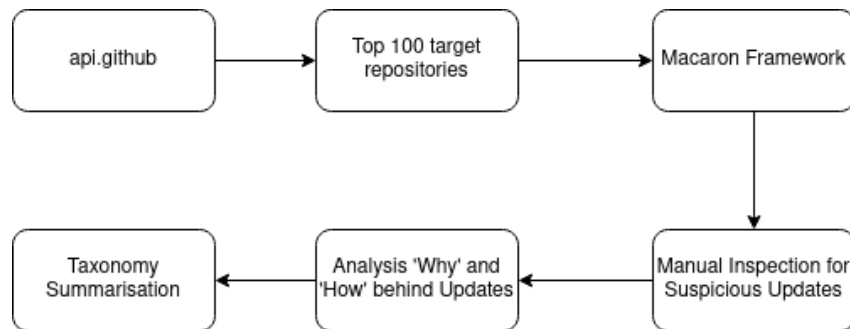 api.github
Top 100 target
repositories
Macaron Framework
Manual Inspection for
Suspicious Updates
Analysis 'Why' and
'How' behind Updates
Taxonomy
Summarisation